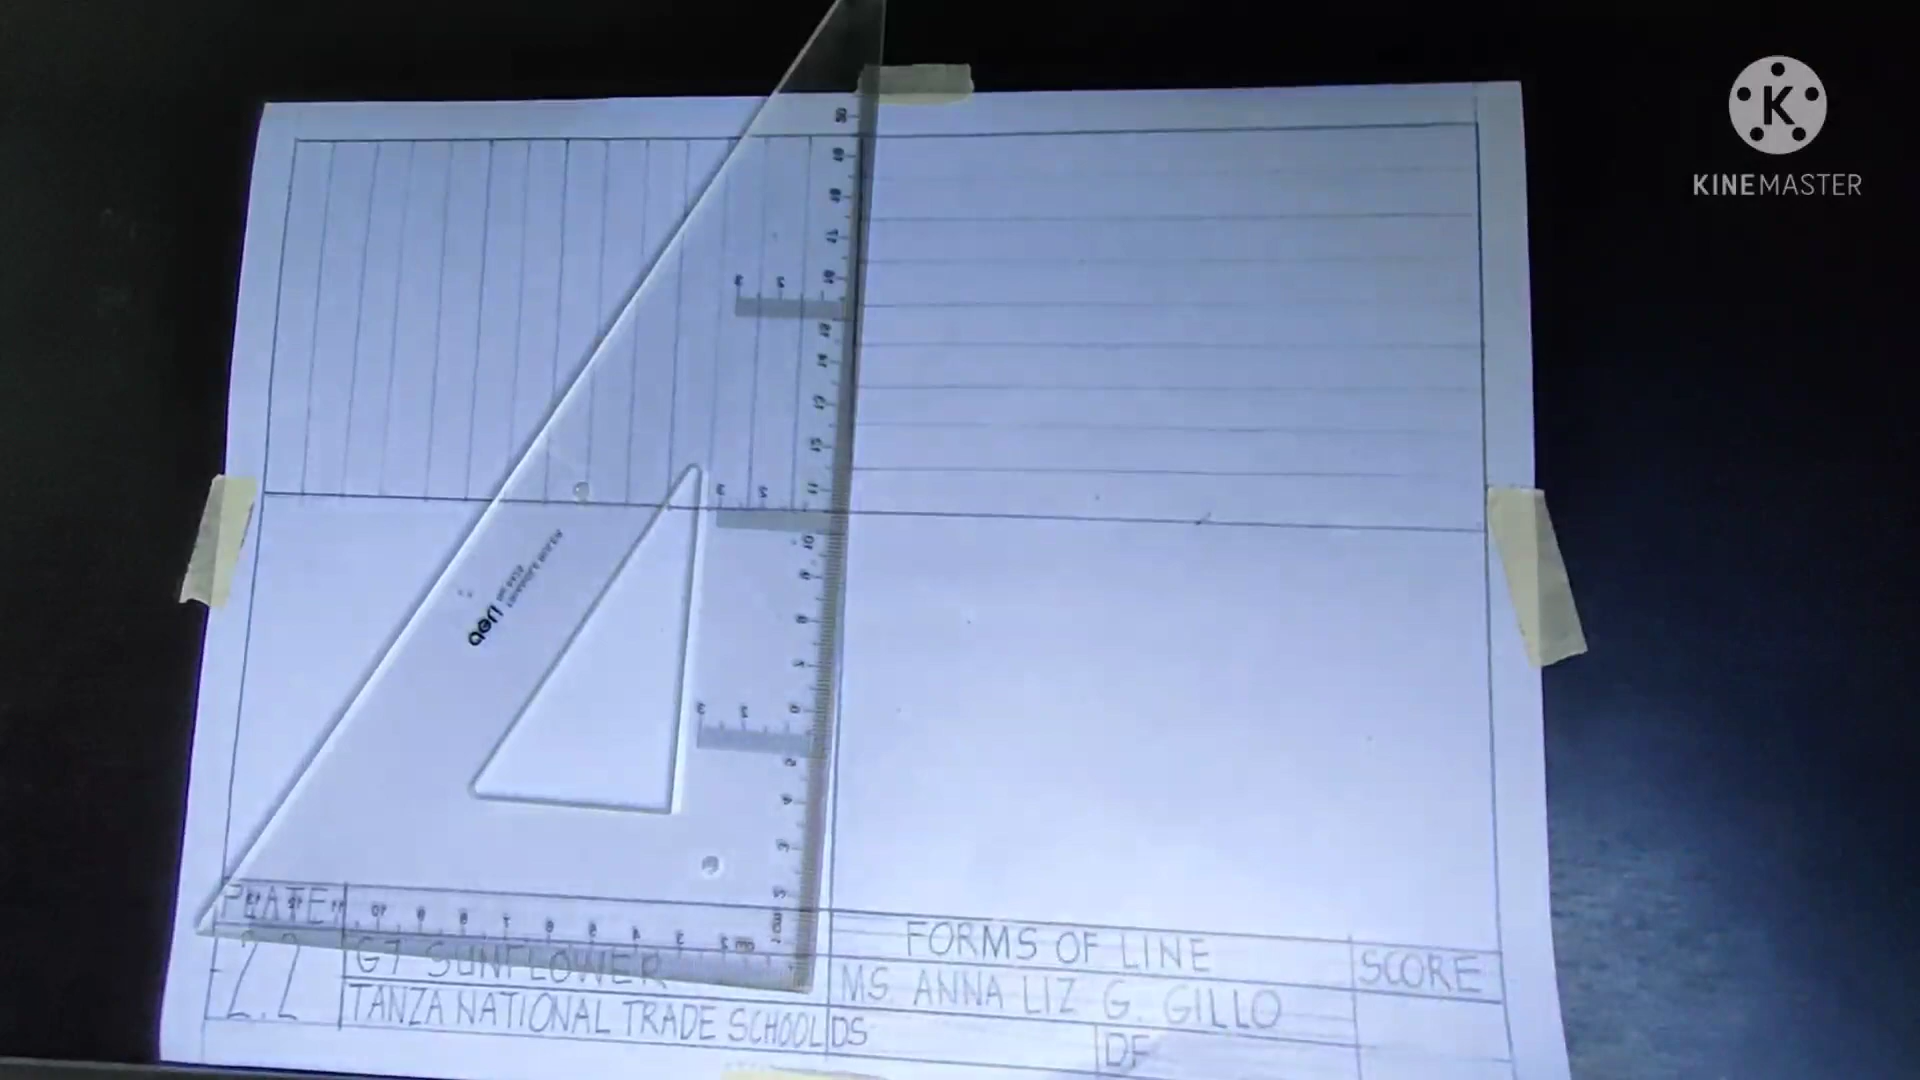 KINEMASTER
PLATE
2.2
G7 SUNFLOWER
TANZA NATIONAL TRADE SCHOOL
FORMS OF LINE
MS. ANNA LIZ G. GILLO
DS
DF
SCORE